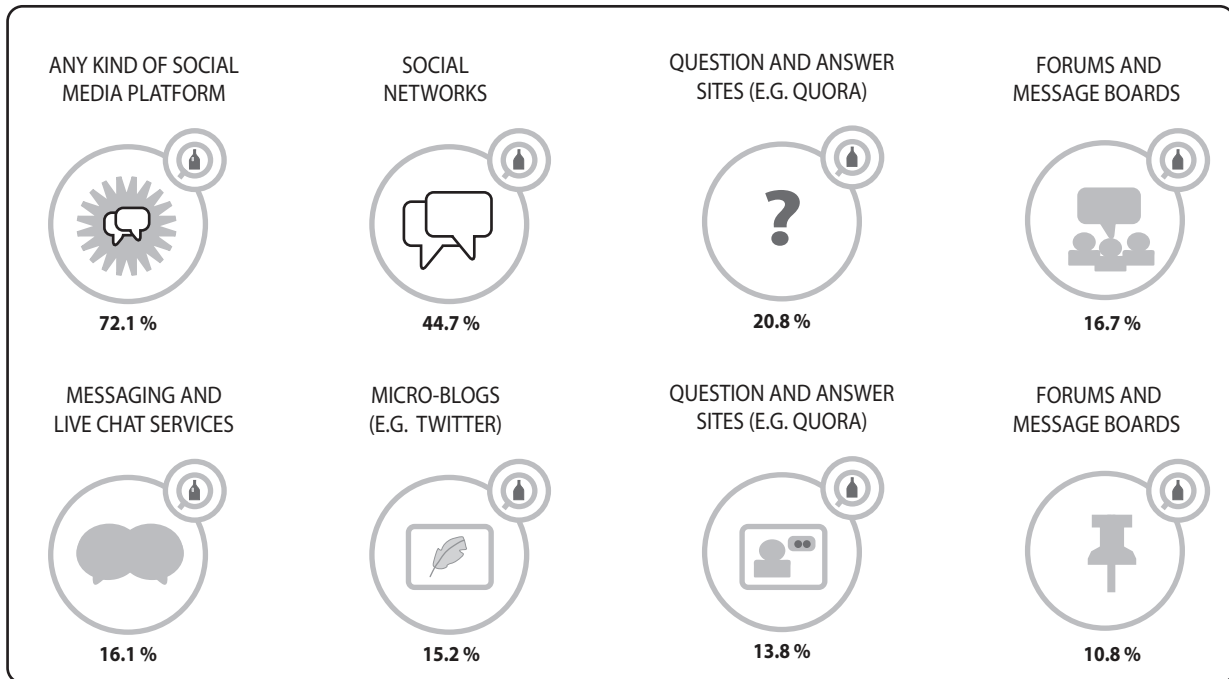 ANY KIND OF SOCIAL
MEDIA PLATFORM
72.1 %
SOCIAL
NETWORKS
44.7 %
QUESTION AND ANSWER
SITES (E.G. QUORA)
20.8 %
FORUMS AND
MESSAGE BOARDS
16.7 %
MESSAGING AND
LIVE CHAT SERVICES
16.1 %
MICRO-BLOGS
(E.G. TWITTER)
15.2 %
QUESTION AND ANSWER
SITES (E.G. QUORA)
13.8 %
FORUMS AND
MESSAGE BOARDS
10.8 %